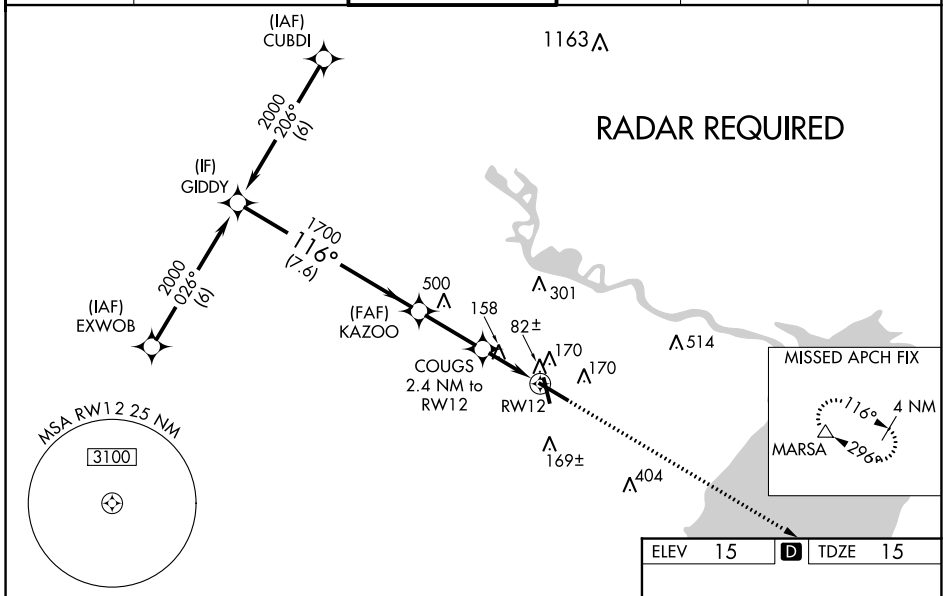 (IAF)
CUBDI
1163
RADAR REQUIRED
2000
206°
(6)
(IF)
GIDDY
1700
116°
(7.6)
2000
026°
(6)
(IAF)
EXWOB
500
301
(FAF)
KAZOO
158
82±
170
170
514
COUGS
2.4 NM to
RW12
RW12
MISSED APCH FIX
116°
4 NM
MARSA
296°
169±
404
MSA RW12 25 NM
3100
ELEV 15 D TDZE 15